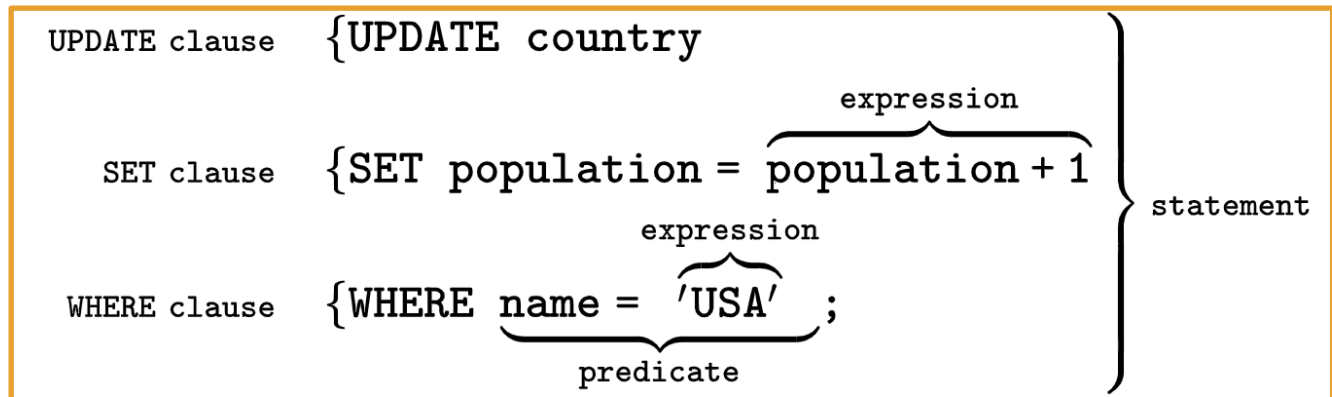 UPDATE clause {UPDATE country
expression
SET clause {SET population = population + 1
statement
expression
WHERE clause {WHERE name = 'USA' ;
predicate